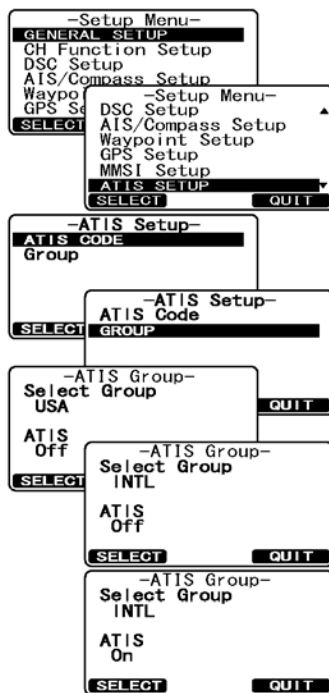 -Setup Menu-
GENERAL SETUP
CH Function Setup
DSC Setup
AIS/Compass Setup
GPS
SELECT
-Setup Menu-
DSC Setup
AIS/Compass Setup
Waypoint Setup
GPS Setup
MMSI Setup
ATIS SETUP
SELECT QUIT
-ATIS Setup-
ATIS CODE
Group
SELECT
-ATIS Setup-
ATIS Code
GROUP
QUIT
-ATIS Group-
Select Group
USA
ATIS
Off
SELECT
-ATIS Group-
Select Group
INTL
ATIS
Off
SELECT QUIT
-ATIS Group-
Select Group
INTL
ATIS
On
SELECT QUIT